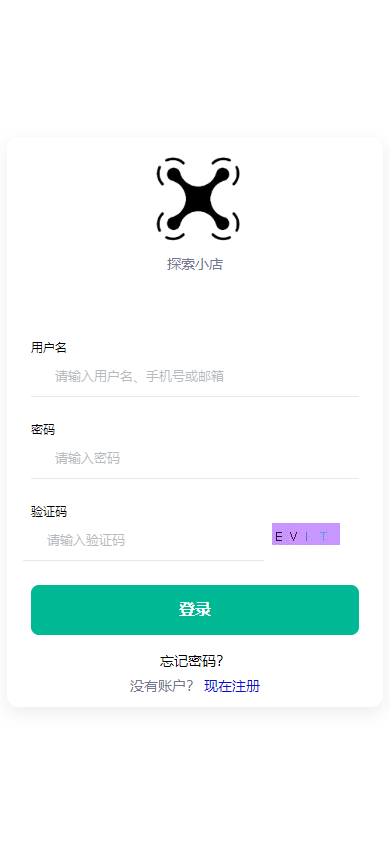 探索小店
用户名
请输入用户名、手机号或邮箱
密码
请输入密码
验证码
请输入验证码
E V I T
登录
忘记密码？
没有账户？ 现在注册